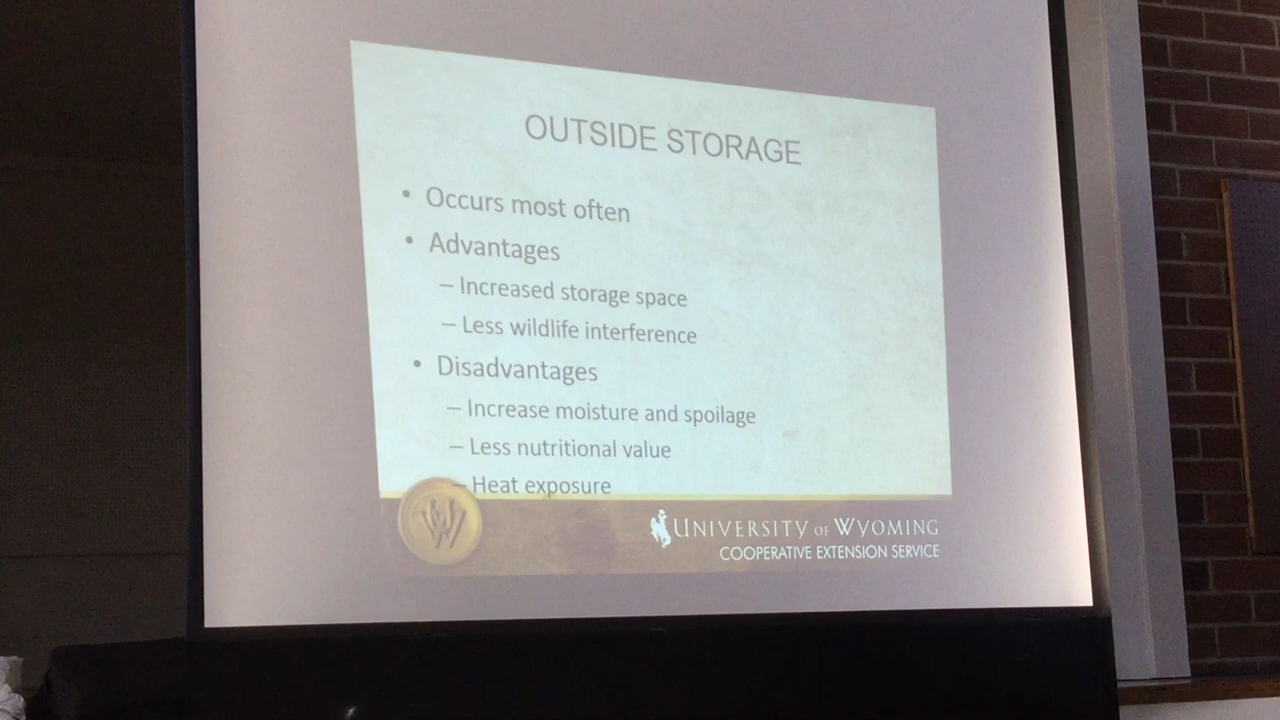 OUTSIDE STORAGE
• Occurs most often
• Advantages
– Increased storage space
– Less wildlife interference
• Disadvantages
– Increase moisture and spoilage
– Less nutritional value
– Heat exposure
W
UNIVERSITY OF WYOMING
COOPERATIVE EXTENSION SERVICE